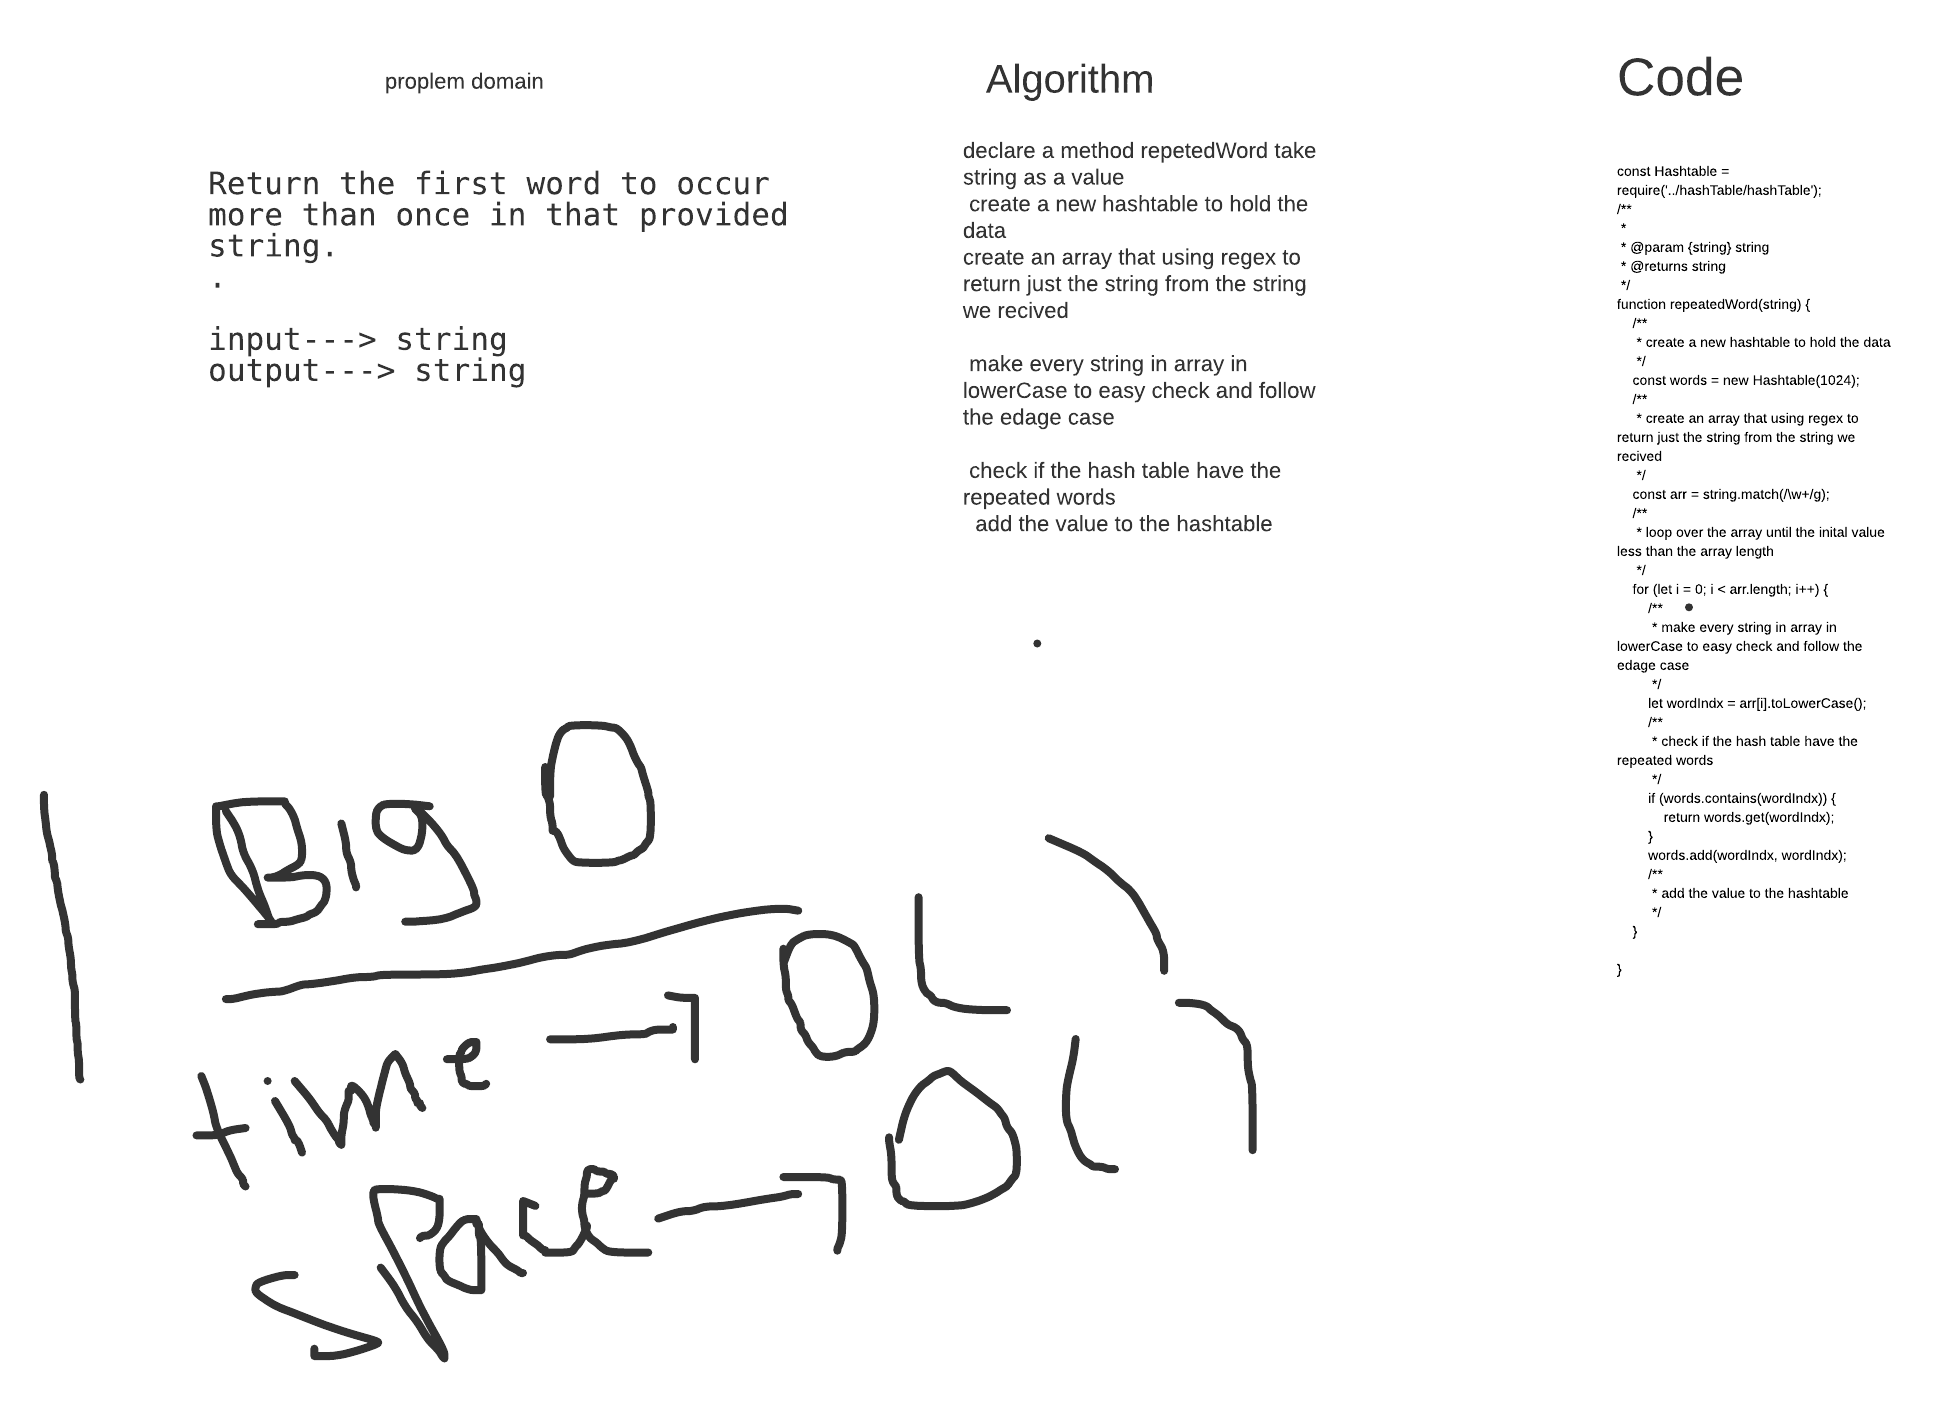 proplem domain
Return the first word to occur
more than once in that provided
string.
.
input---> string
output---> string
Algorithm
declare a method repetedWord take
string as a value
create a new hashtable to hold the
data
create an array that using regex to
return just the string from the string
we recived
make every string in array in
lowerCase to easy check and follow
the edage case
check if the hash table have the
repeated words
add the value to the hashtable
Code
const Hashtable =
require('../hashTable/hashTable');
/**
*
* @param {string} string
* @returns string
*/
function repeatedWord(string) {
/**
* create a new hashtable to hold the data
*/
const words = new Hashtable(1024);
/**
* create an array that using regex to
return just the string from the string we
recived
*/
const arr = string.match(/\w+/g);
/**
* loop over the array until the inital value
less than the array length
*/
for (let i = 0; i < arr.length; i++) {
/**
* make every string in array in
lowerCase to easy check and follow the
edage case
*/
let wordIndx = arr[i].toLowerCase();
/**
* check if the hash table have the
repeated words
*/
if (words.contains(wordIndx)) {
return words.get(wordIndx);
}
words.add(wordIndx, wordIndx);
/**
* add the value to the hashtable
*/
}
}
Big O
time → O( )
space → O( )